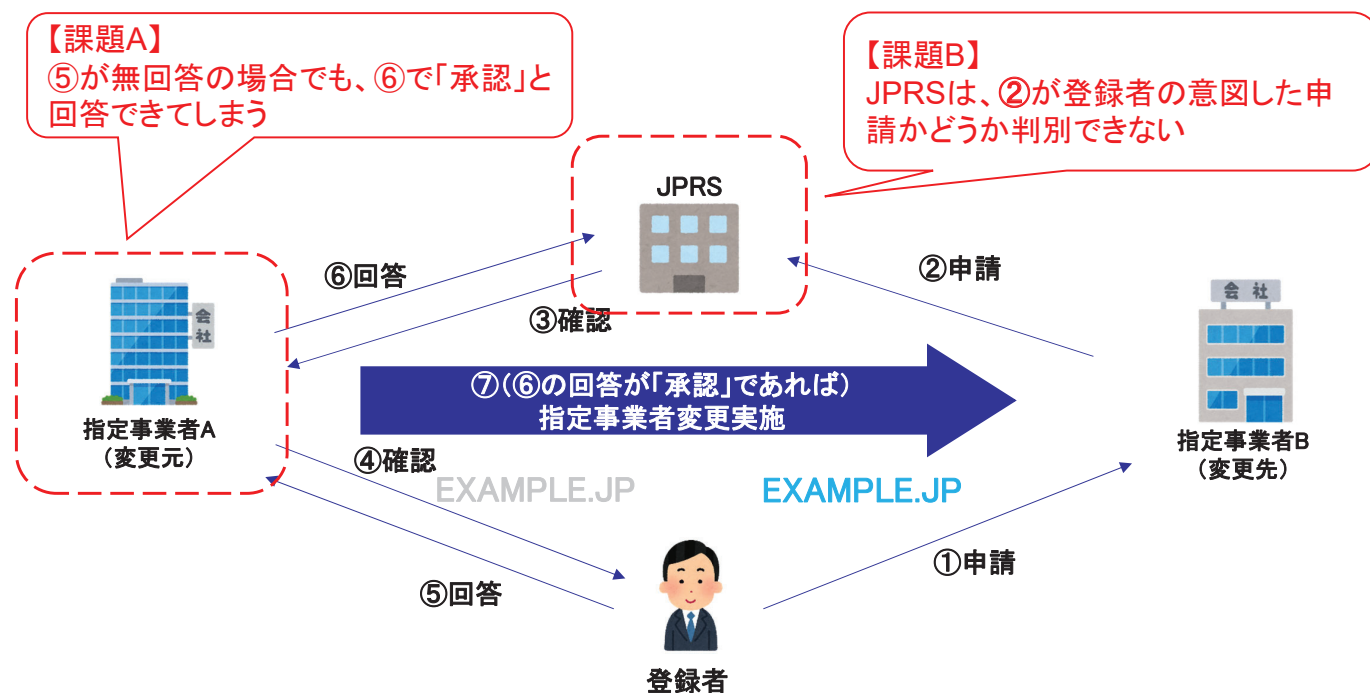 【課題A】
⑤が無回答の場合でも、⑥で「承認」と
回答できてしまう
【課題B】
JPRSは、②が登録者の意図した申
請かどうか判別できない
JPRS
⑥回答
②申請
会社
会社
③確認
⑦(⑥の回答が「承認」であれば)
指定事業者変更実施
指定事業者A
(変更元)
指定事業者B
(変更先)
④確認
EXAMPLE.JP
EXAMPLE.JP
①申請
⑤回答
登録者